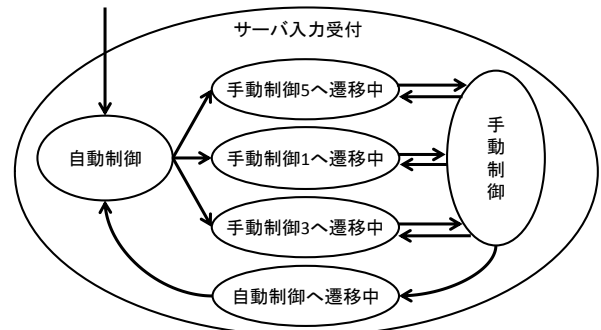 サーバ入力受付
手動制御5へ遷移中
自動制御
手動制御1へ遷移中
手動制御
手動制御3へ遷移中
自動制御へ遷移中